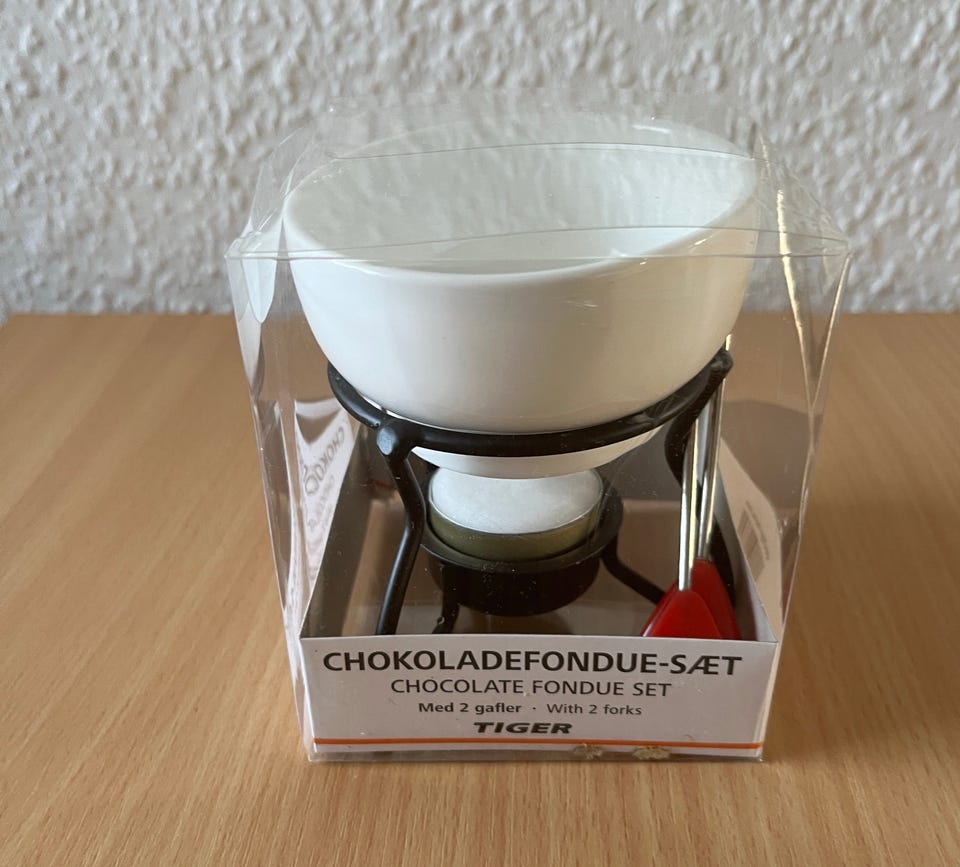 CHOKOLADEFONDUE-SÆT
CHOCOLATE FONDUE SET
Med 2 gafler · With 2 forks
TIGER